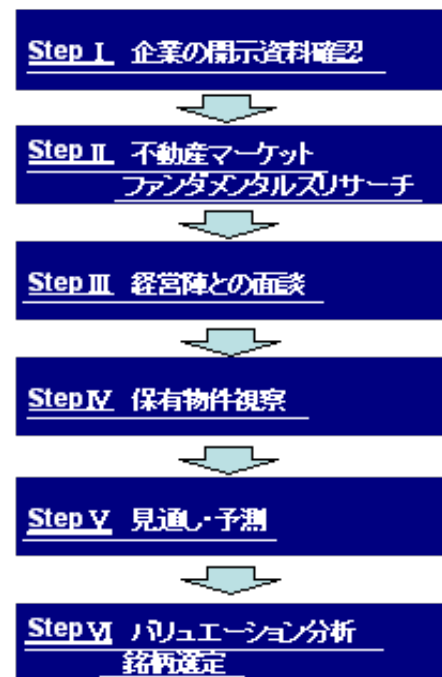 Step Ⅰ 企業の開示資料確認
Step Ⅱ 不動産マーケット
ファンダメンタルズリサーチ
Step Ⅲ 経営陣との面談
Step Ⅳ 保有物件視察
Step Ⅴ 見通し・予測
Step Ⅵ バリュエーション分析
銘柄選定